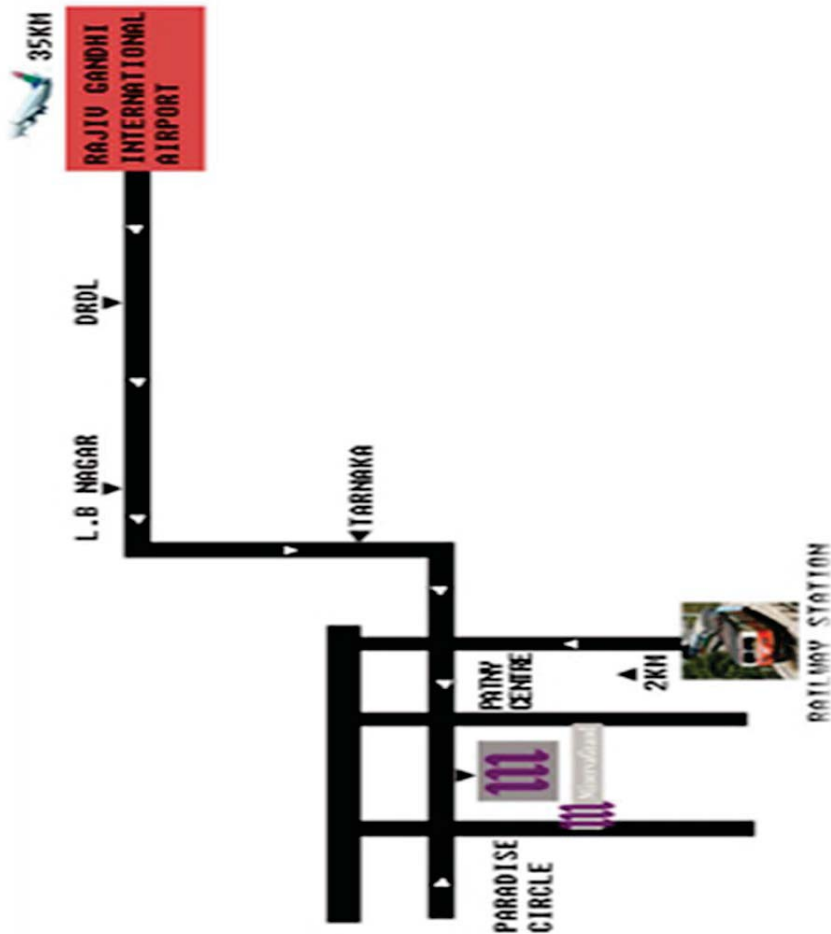 35KM
RAJIV GANDHI
INTERNATIONAL
AIRPORT
DRDL
L.B NAGAR
TARNAKA
PATNY
CENTRE
2KM
RAILWAY STATION
PARADISE
CIRCLE